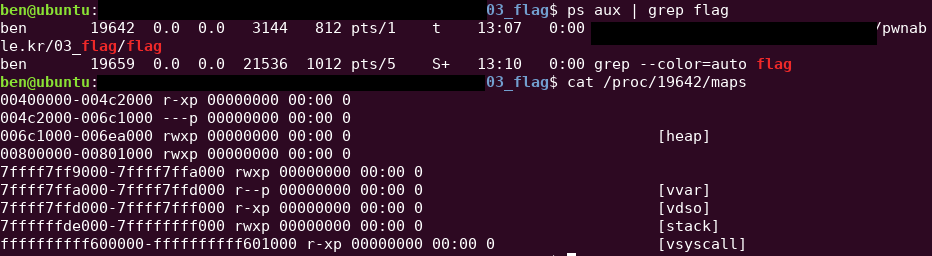 ben@ubuntu: 03_flag$ ps aux | grep flag
ben 19642 0.0 0.0 3144 812 pts/1 t 13:07 0:00 /pwnab
le.kr/03_flag/flag
ben 19659 0.0 0.0 21536 1012 pts/5 S+ 13:10 0:00 grep --color=auto flag
ben@ubuntu: 03_flag$ cat /proc/19642/maps
00400000-004c2000 r-xp 00000000 00:00 0
004c2000-006c1000 ---p 00000000 00:00 0
006c1000-006ea000 rwxp 00000000 00:00 0 [heap]
00800000-00801000 rwxp 00000000 00:00 0
7ffff7ff9000-7ffff7ffa000 rwxp 00000000 00:00 0
7ffff7ffa000-7ffff7ffd000 r--p 00000000 00:00 0 [vvar]
7ffff7ffd000-7ffff7fff000 r-xp 00000000 00:00 0 [vdso]
7ffffffde000-7ffffffff000 rwxp 00000000 00:00 0 [stack]
ffffffffff600000-ffffffffff601000 r-xp 00000000 00:00 0 [vsyscall]